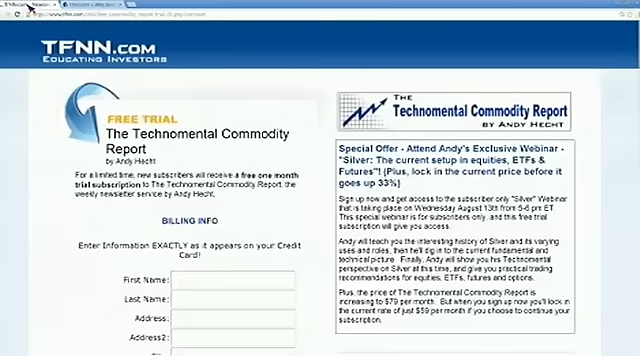 TFNN.COM
EDUCATING INVESTORS
FREE TRIAL
The Technomental Commodity
Report
by Andy Hecht
For a limited time, new subscribers will receive a free one month
trial subscription to The Technomental Commodity Report, the
weekly newsletter service by Andy Hecht.
BILLING INFO
Enter Information EXACTLY as it appears on your Credit
Card!
First Name:
Last Name:
Address:
Address2:
THE
Technomental Commodity Report
BY ANDY HECHT
Special Offer - Attend Andy's Exclusive Webinar -
"Silver: The current setup in equities, ETFs &
Futures"! (Plus, lock in the current price before it
goes up 33%)
Sign up now and get access to the subscriber only "Silver" Webinar
that is taking place on Wednesday August 13th from 5-6 pm ET.
This special webinar is for subscribers only, and this free trial
subscription will give you access.
Andy will teach you the interesting history of Silver and its varying
uses and roles, then he'll dig in to the current fundamental and
technical picture. Finally, Andy will show you his Technomental
perspective on Silver at this time, and give you practical trading
recommendations for equities, ETFs, futures and options.
Plus, the price of The Technomental Commodity Report is
increasing to $79 per month. But when you sign up now you'll lock in
the current rate of just $59 per month if you choose to continue your
subscription.